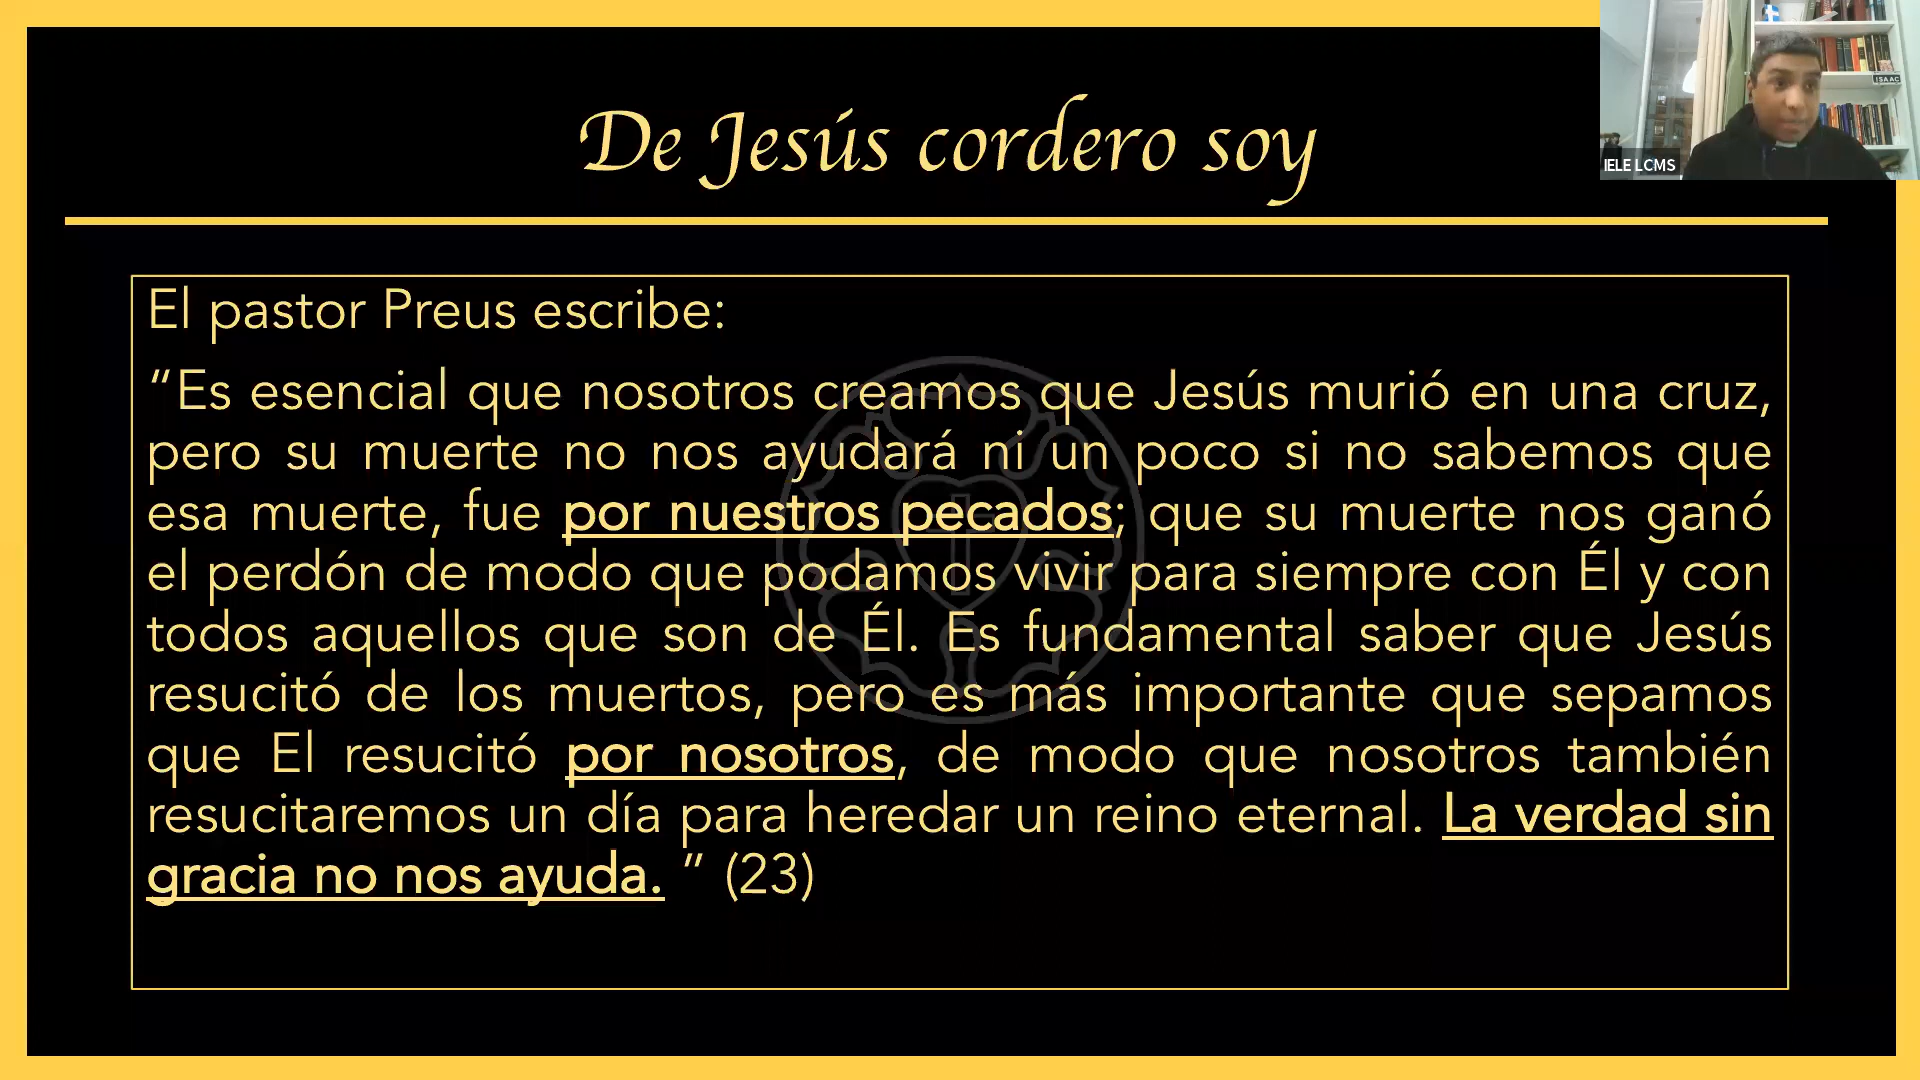 De Jesús cordero soy
ISAAC
IELE LCMS
El pastor Preus escribe:
“Es esencial que nosotros creamos que Jesús murió en una cruz,
pero su muerte no nos ayudará ni un poco si no sabemos que
esa muerte, fue por nuestros pecados; que su muerte nos ganó
el perdón de modo que podamos vivir para siempre con Él y con
todos aquellos que son de Él. Es fundamental saber que Jesús
resucitó de los muertos, pero es más importante que sepamos
que El resucitó por nosotros, de modo que nosotros también
resucitaremos un día para heredar un reino eternal. La verdad sin
gracia no nos ayuda. ” (23)